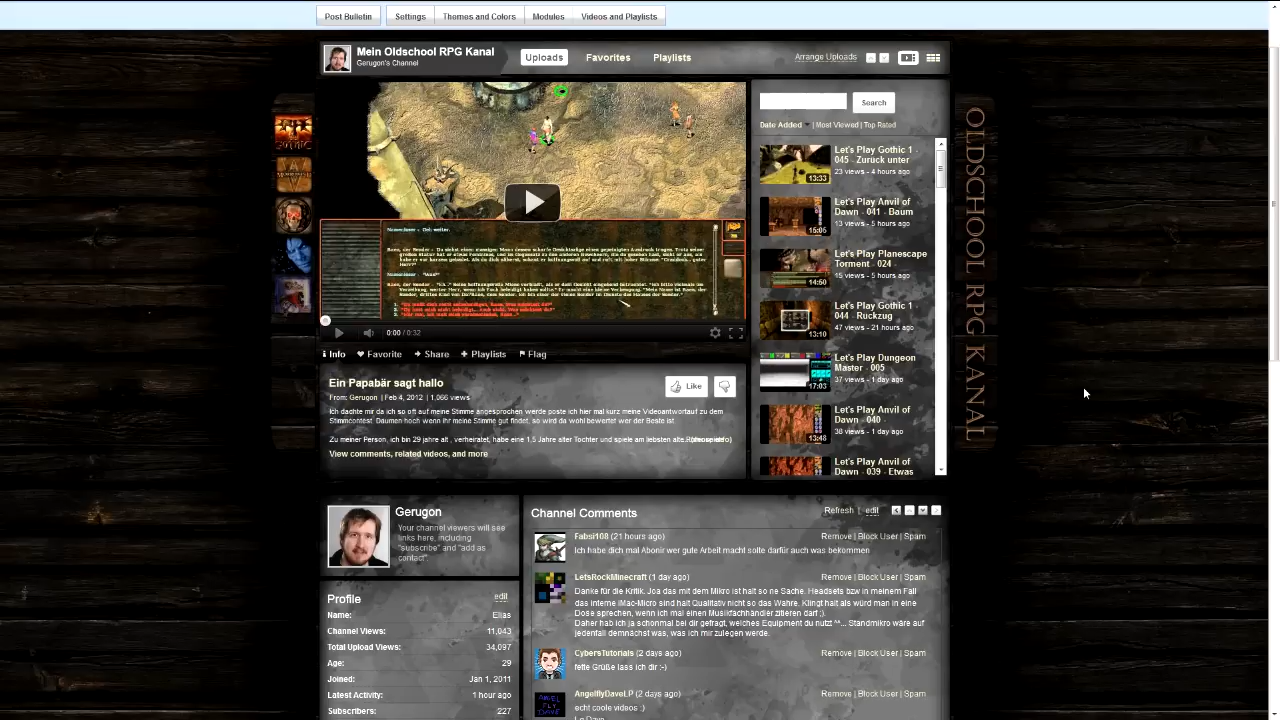 Post Bulletin
Settings
Themes and Colors
Modules
Videos and Playlists
Mein Oldschool RPG Kanal
Gerugon's Channel
Uploads
Favorites
Playlists
Arrange Uploads
Search
Date Added | Most Viewed | Top Rated
Let's Play Gothic 1 -
045 - Zurück unter
23 views - 4 hours ago
13:33
Let's Play Anvil of
Dawn - 041 - Baum
13 views - 5 hours ago
15:05
Let's Play Planescape
Torment - 024 -
15 views - 5 hours ago
14:50
Let's Play Gothic 1 -
044 - Rückzug
47 views - 21 hours ago
13:10
Let's Play Dungeon
Master - 005
37 views - 1 day ago
17:03
Let's Play Anvil of
Dawn - 040 -
38 views - 1 day ago
13:48
Let's Play Anvil of
Dawn - 039 - Etwas
OLDSCHOOL RPG KANAL
0:00 / 0:32
Info
Favorite
Share
Playlists
Flag
Ein Papabär sagt hallo
Like
From: Gerugon | Feb 4, 2012 | 1,066 views
Ich dachte mir da ich so oft auf meine Stimme angesprochen werde poste ich hier mal kurz meine Videoantwortauf zu dem
Stimmcontest. Daumen hoch wenn ihr meine Stimme gut findet, so wird da wohl bewertet wer der Beste ist.
Zu meiner Person, ich bin 29 jahre alt , verheiratet, habe eine 1,5 Jahre alter Tochter und spiele am liebsten alte
View comments, related videos, and more
Gerugon
Your channel viewers will see
links here, including
"subscribe" and "add as
contact".
Profile
edit
Name:
Elias
Channel Views:
11,043
Total Upload Views:
34,097
Age:
29
Joined:
Jan 1, 2011
Latest Activity:
1 hour ago
Subscribers:
227
Channel Comments
Refresh | edit
Fabsi108 (21 hours ago)
Remove | Block User | Spam
Ich habe dich mal Abonir wer gute Arbeit macht solte darfür auch was bekommen
LetsRockMinecraft (1 day ago)
Remove | Block User | Spam
Danke für die Kritik. Joa das mit dem Mikro ist halt so ne Sache. Headsets bzw in meinem Fall
das interne iMac-Micro sind halt Qualitativ nicht so das Wahre. Klingt halt als würd man in eine
Dose sprechen, wenn ich mal einen Musikfachhändler zitieren darf ;).
Daher hab ich ja schonmal bei dir gefragt, welches Equipment du nutzt ^^... Standmikro wäre auf
jedenfall demnächst was, was ich mir zulegen werde.
CybersTutorials (2 days ago)
Remove | Block User | Spam
fette Grüße lass ich dir :-)
AngelflyDaveLP (2 days ago)
Remove | Block User | Spam
echt coole videos :)
Lg Dave